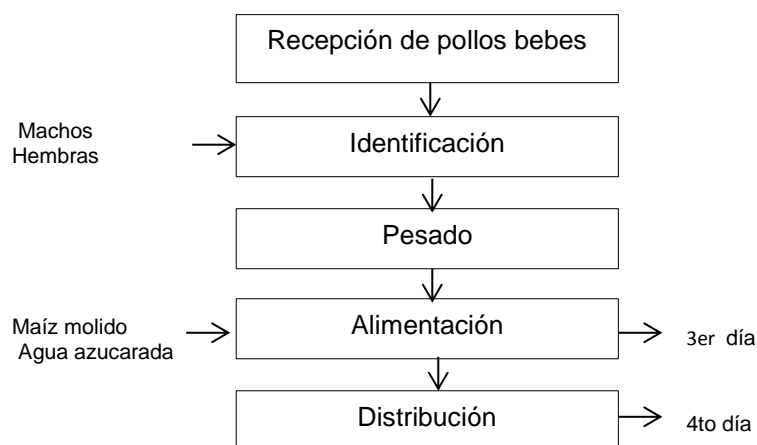 Recepción de pollos bebes
Machos
Hembras
Identificación
Pesado
Maíz molido
Agua azucarada
Alimentación
3er día
Distribución
4to día